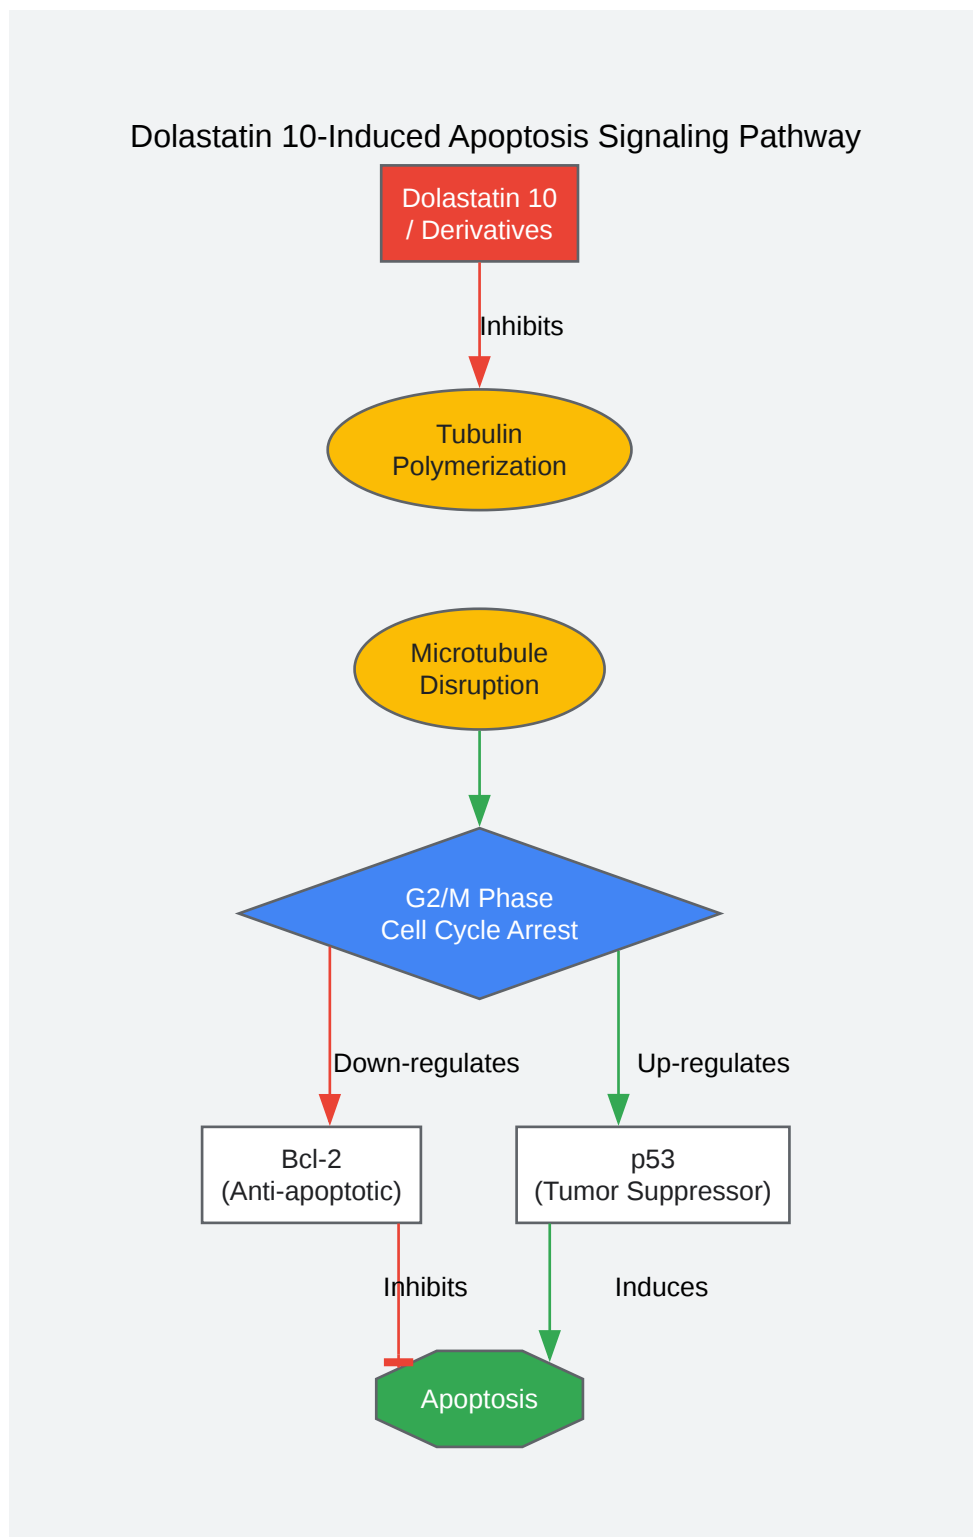 Dolastatin 10-Induced Apoptosis Signaling Pathway
Dolastatin 10
/ Derivatives
Inhibits
Tubulin
Polymerization
Microtubule
Disruption
G2/M Phase
Cell Cycle Arrest
Down-regulates
Up-regulates
Bcl-2
(Anti-apoptotic)
p53
(Tumor Suppressor)
Inhibits
Induces
Apoptosis